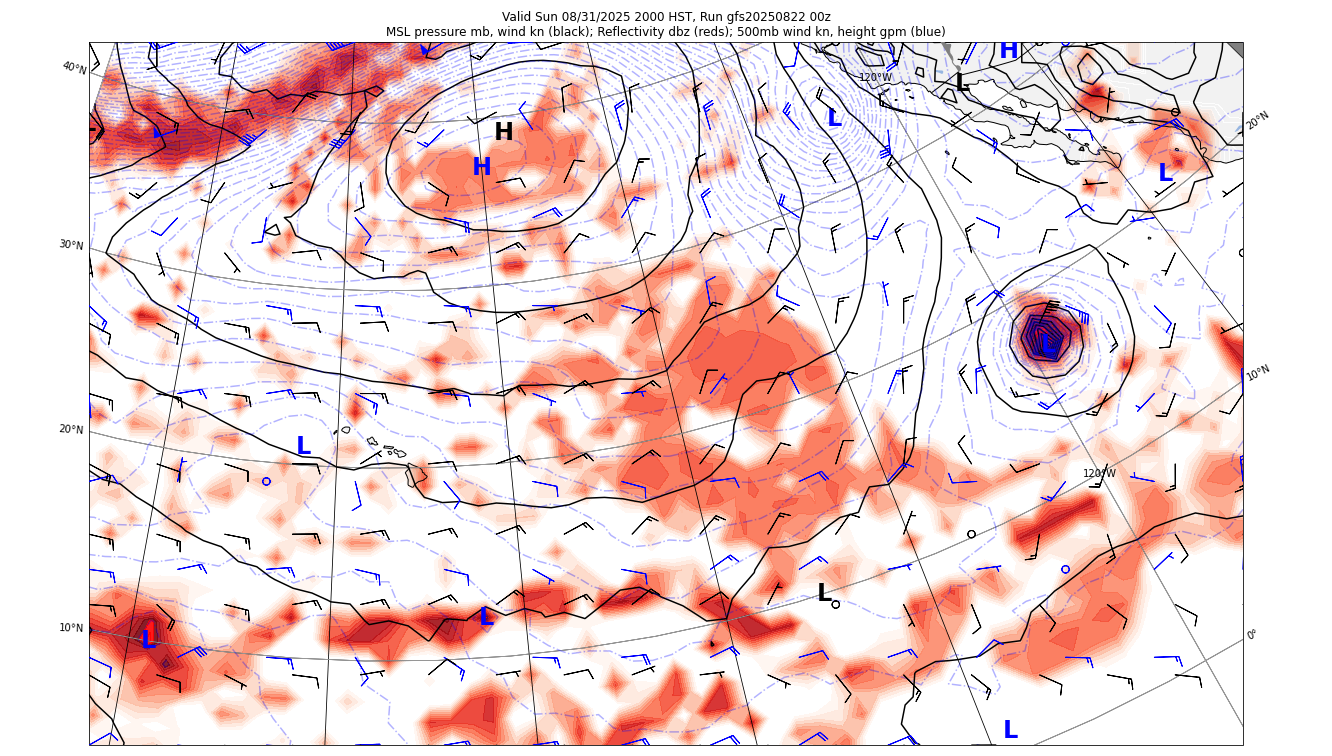 Valid Sun 08/31/2025 2000 HST, Run gfs20250822 00z
MSL pressure mb, wind kn (black); Reflectivity dbz (reds); 500mb wind kn, height gpm (blue)
H
40°N
120°W
L
L
20°N
H
H
L
30°N
L
10°N
20°N
L
120°W
L
10°N
L
L
0°
L